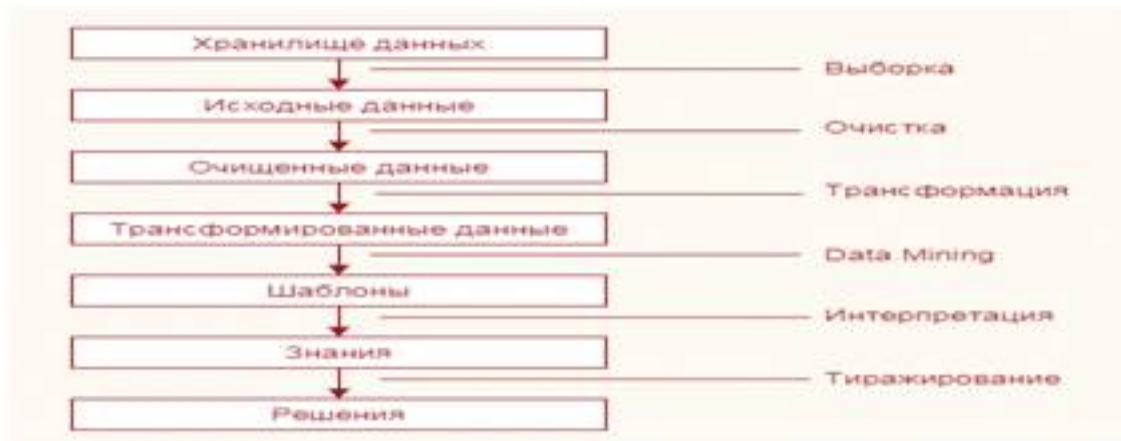 Хранилище данных
Выборка
Исходные данные
Очистка
Очищенные данные
Трансформация
Трансформированные данные
Data Mining
Шаблоны
Интерпретация
Знания
Тиражирование
Решения